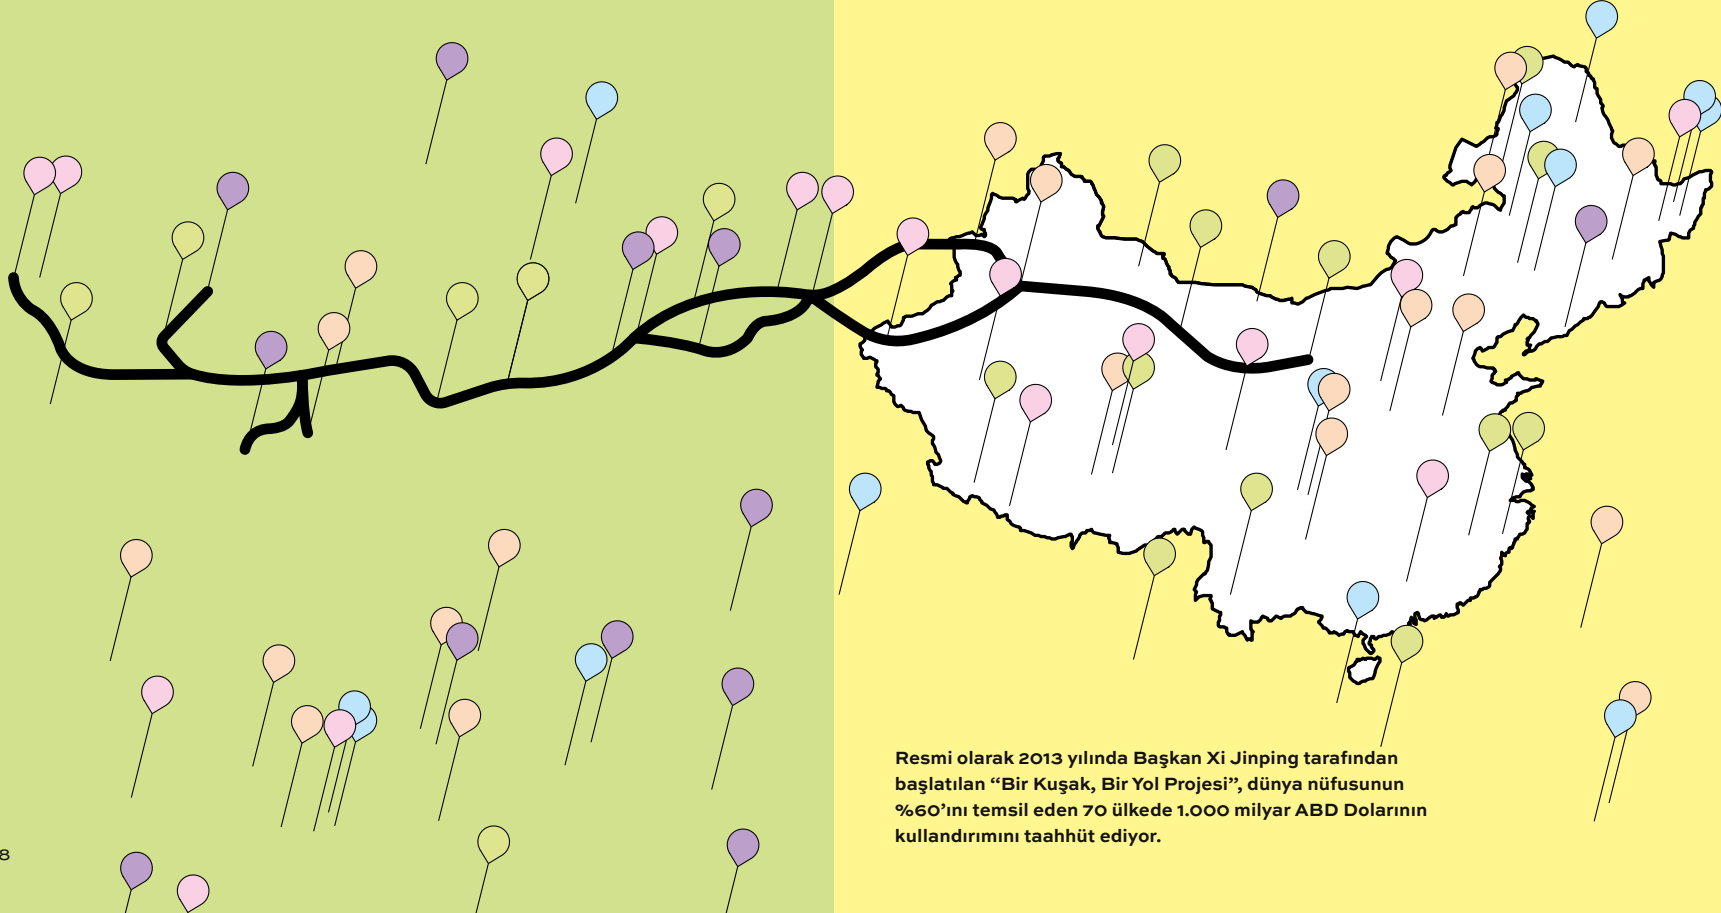 Resmi olarak 2013 yılında Başkan Xi Jinping tarafından
başlatılan “Bir Kuşak, Bir Yol Projesi”, dünya nüfusunun
%60’ını temsil eden 70 ülkede 1.000 milyar ABD Dolarının
kullandırımını taahhüt ediyor.
8